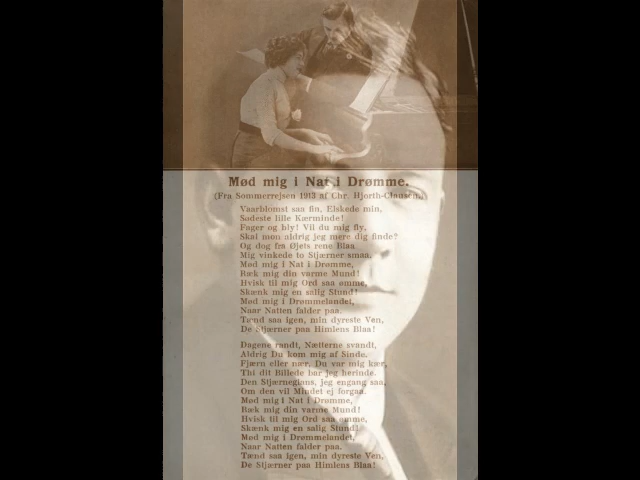 Mød mig i Nat i Drømme.
(Fra Sommerrejsen 1913 af Chr. Hjorth-Clausen.)
Vaarblomst saa fin, Elskede min,
Sødeste lille Kærminde!
Fager og bly! Vil du mig fly,
Skal mon aldrig jeg mere dig finde?
Og dog fra Øjets rene Blaa
Mig vinkede to Stjærner smaa.
Mød mig i Nat i Drømme,
Ræk mig din varme Mund!
Hvisk til mig Ord saa ømme,
Skænk mig en salig Stund!
Mød mig i Drømmelandet,
Naar Natten falder paa.
Tænd saa igen, min dyreste Ven,
De Stjærner paa Himlens Blaa!
Dagene randt, Nætterne svandt,
Aldrig Du kom mig af Sinde.
Fjærn eller nær, Du var mig kær,
Thi dit Billede bar jeg herinde.
Den Stjærneglans, jeg engang saa,
Om den vil Mindet ej forgaa.
Mød mig i Nat i Drømme,
Ræk mig din varme Mund!
Hvisk til mig Ord saa ømme,
Skænk mig en salig Stund!
Mød mig i Drømmelandet,
Naar Natten falder paa.
Tænd saa igen, min dyreste Ven,
De Stjærner paa Himlens Blaa!